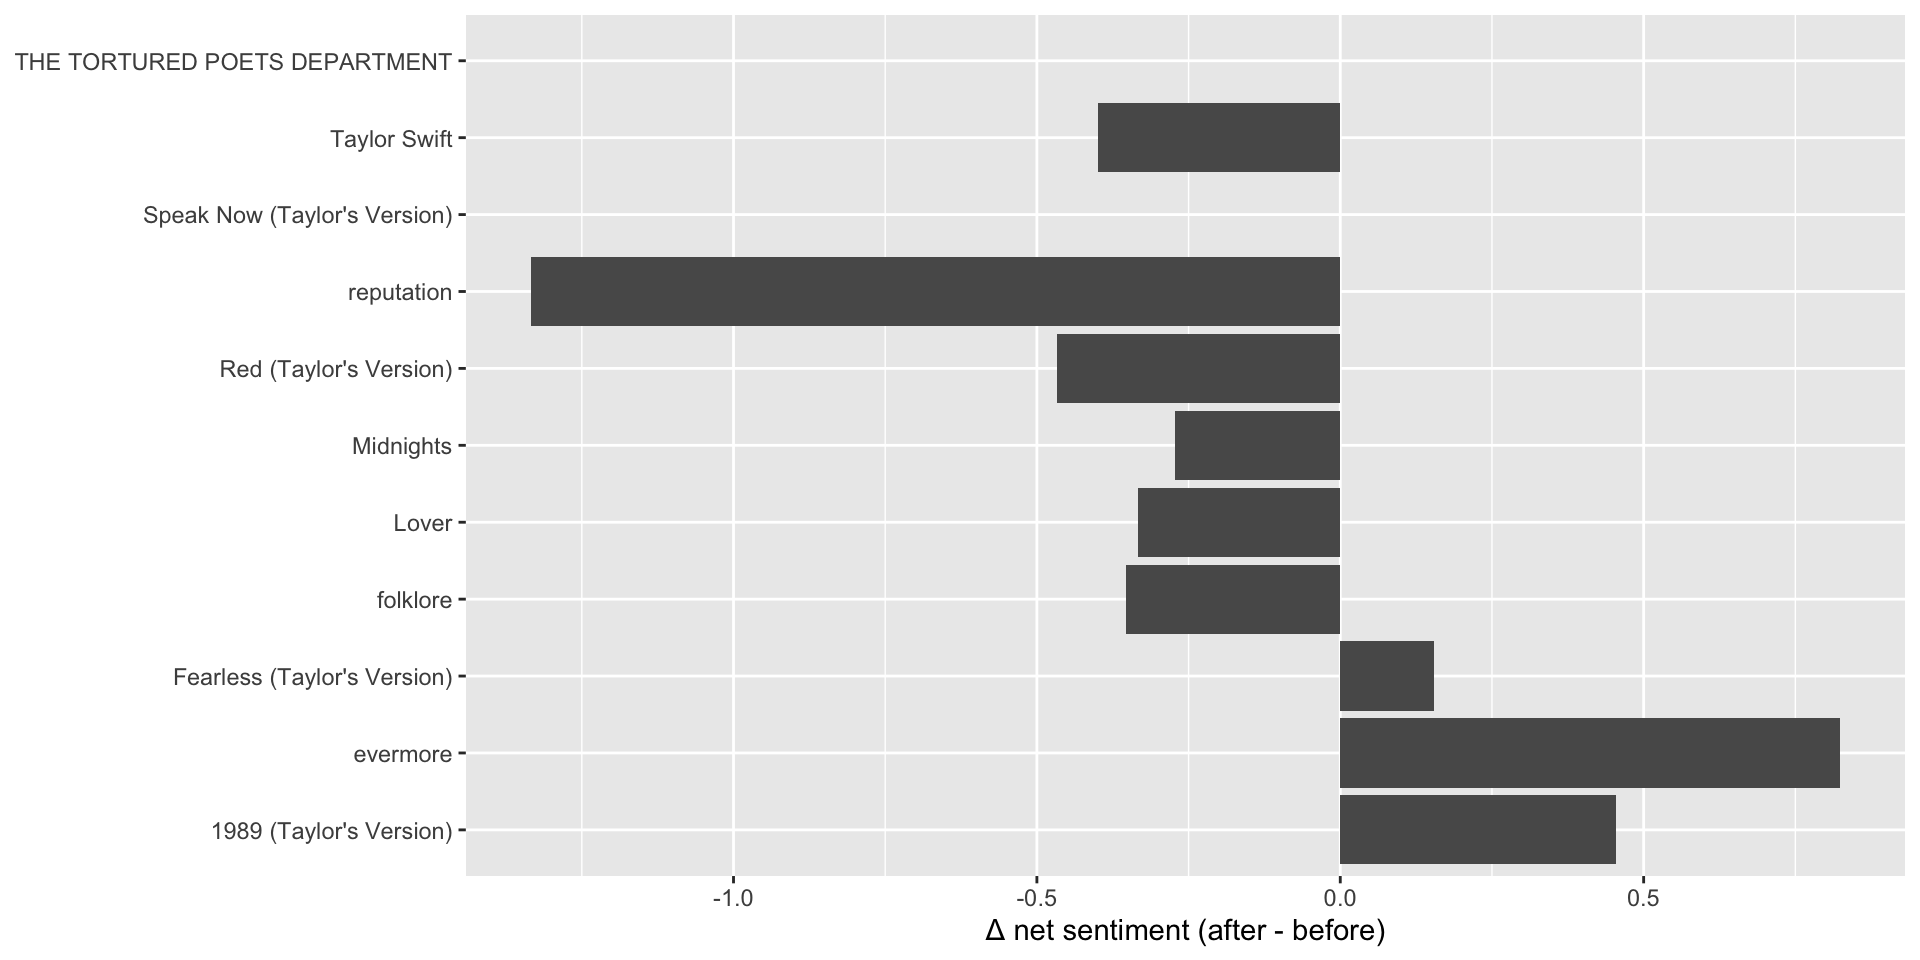 THE TORTURED POETS DEPARTMENT
Taylor Swift
Speak Now (Taylor's Version)
reputation
Red (Taylor's Version)
Midnights
Lover
folklore
Fearless (Taylor's Version)
evermore
1989 (Taylor's Version)
-1.0 -0.5 0.0 0.5
Δ net sentiment (after - before)